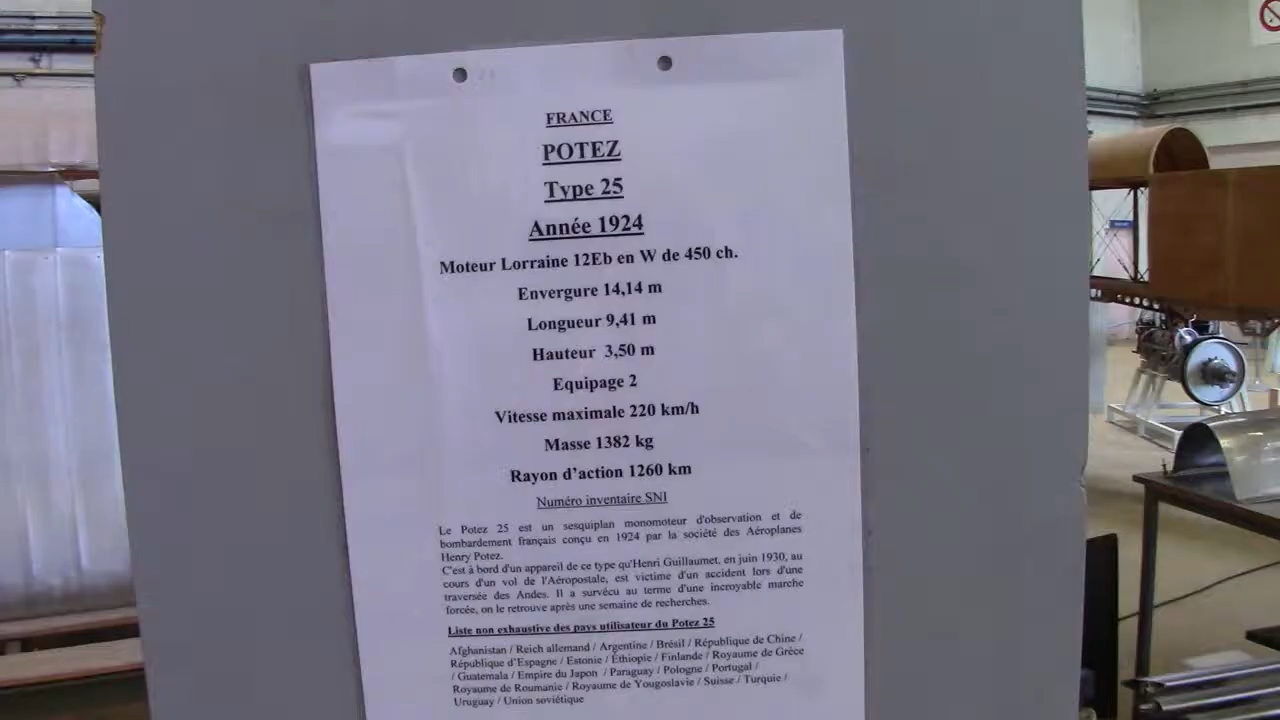 FRANCE
POTEZ
Type 25
Année 1924
Moteur Lorraine 12Eb en W de 450 ch.
Envergure 14,14 m
Longueur 9,41 m
Hauteur 3,50 m
Equipage 2
Vitesse maximale 220 km/h
Masse 1382 kg
Rayon d'action 1260 km
Numéro inventaire SNI
Le Potez 25 est un sesquiplan monomoteur d'observation et de
bombardement français conçu en 1924 par la société des Aéroplanes
Henry Potez.
C'est à bord d'un appareil de ce type qu'Henri Guillaumet, en juin 1930, au
cours d'un vol de l'Aéropostale, est victime d'un accident lors d'une
traversée des Andes. Il a survécu au terme d'une incroyable marche
forcée, on le retrouve après une semaine de recherches.
Liste non exhaustive des pays utilisateur du Potez 25
Afghanistan / Reich allemand / Argentine / Brésil / République de Chine /
République d'Espagne / Estonie / Éthiopie / Finlande / Royaume de Grèce
/ Guatemala / Empire du Japon / Paraguay / Pologne / Portugal /
Royaume de Roumanie / Royaume de Yougoslavie / Suisse / Turquie /
Uruguay / Union soviétique